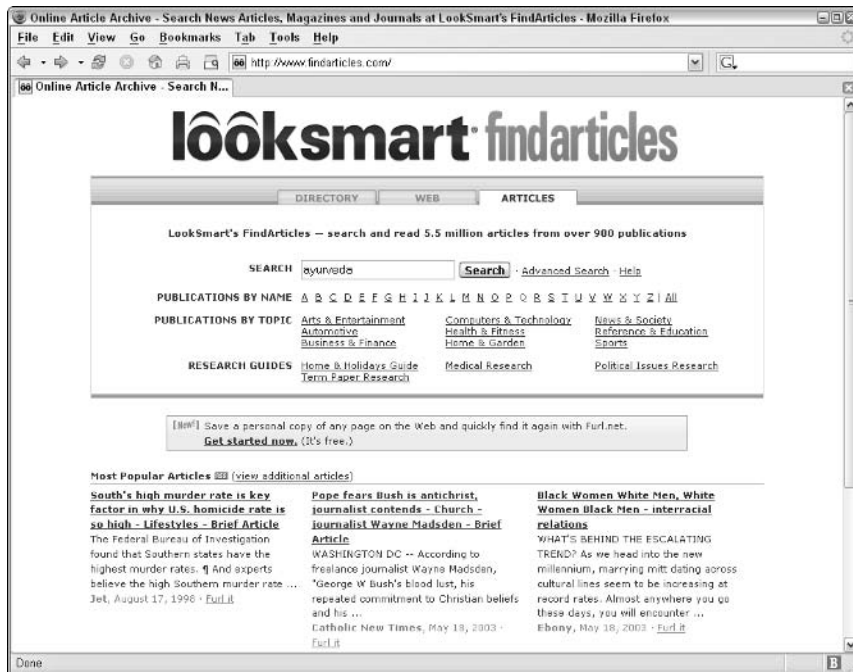 Online Article Archive - Search News Articles, Magazines and Journals at LookSmart's FindArticles - Mozilla Firefox
File Edit View Go Bookmarks Tab Tools Help
http://www.findarticles.com/ G
Online Article Archive - Search N...
looksmart findarticles
DIRECTORY WEB ARTICLES
LookSmart's FindArticles — search and read 5.5 million articles from over 900 publications
SEARCH ayurveda Search · Advanced Search · Help
PUBLICATIONS BY NAME A B C D E F G H I J K L M N O P Q R S T U V W X Y Z | All
PUBLICATIONS BY TOPIC Arts & Entertainment Computers & Technology News & Society
Automotive Health & Fitness Reference & Education
Business & Finance Home & Garden Sports
RESEARCH GUIDES Home & Holidays Guide Medical Research Political Issues Research
Term Paper Research
[New!] Save a personal copy of any page on the Web and quickly find it again with Furl.net.
Get started now. (It's free.)
Most Popular Articles (view additional articles)
South's high murder rate is key
factor in why U.S. homicide rate is
so high - Lifestyles - Brief Article
The Federal Bureau of Investigation
found that Southern states have the
highest murder rates. ¶ And experts
believe the high Southern murder rate ...
Jet, August 17, 1998 · Furl it
Pope fears Bush is antichrist,
journalist contends - Church -
journalist Wayne Madsden - Brief
Article
WASHINGTON DC -- According to
freelance journalist Wayne Madsden,
"George W Bush's blood lust, his
repeated commitment to Christian beliefs
and his ...
Catholic New Times, May 18, 2003 ·
Furl it
Black Women White Men, White
Women Black Men - interracial
relations
WHAT'S BEHIND THE ESCALATING
TREND? As we head into the new
millennium, marrying mitt dating across
cultural lines seem to be increasing at
record rates. Almost anywhere you go
these days, you will encounter ...
Ebony, May 18, 2003 · Furl it
Done